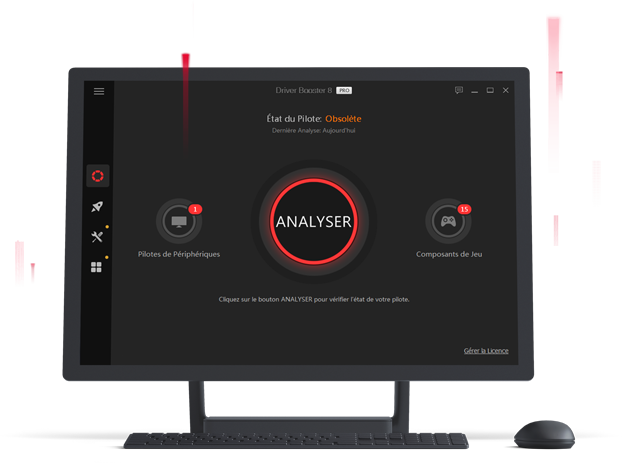 Driver Booster 8 PRO
État du Pilote: Obsolète
Dernière Analyse: Aujourd'hui
1
15
ANALYSER
Pilotes de Périphériques
Composants de Jeu
Cliquez sur le bouton ANALYSER pour vérifier l'état de votre pilote.
Gérer la Licence